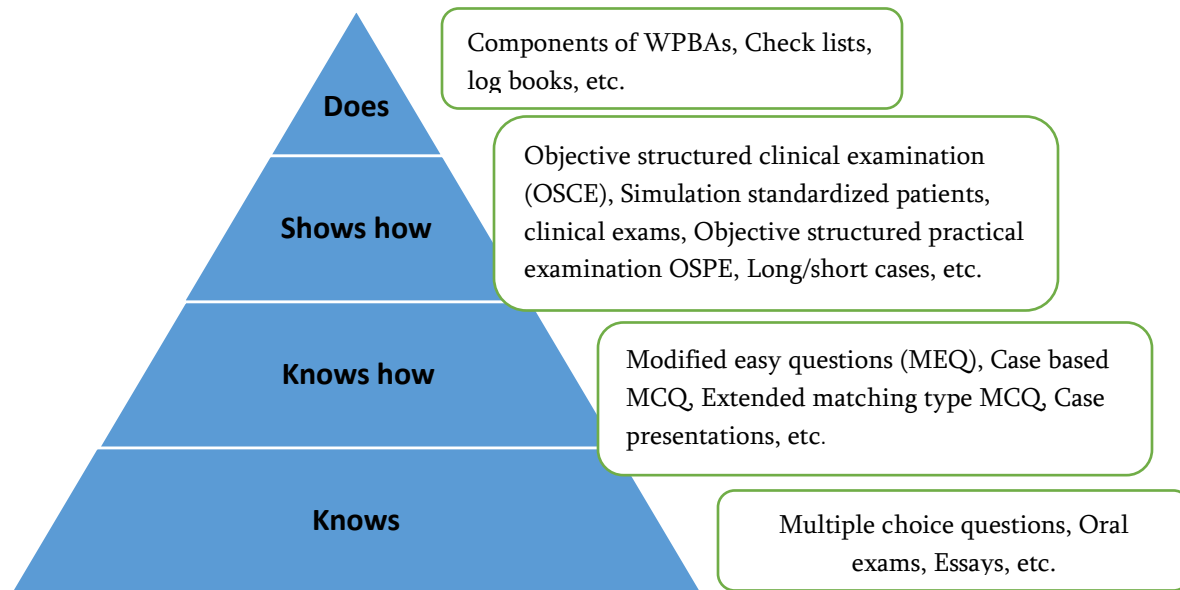 Components of WPBAs, Check lists,
log books, etc.
Does
Objective structured clinical examination
(OSCE), Simulation standardized patients,
clinical exams, Objective structured practical
examination OSPE, Long/short cases, etc.
Shows how
Modified easy questions (MEQ), Case based
MCQ, Extended matching type MCQ, Case
presentations, etc.
Knows how
Multiple choice questions, Oral
exams, Essays, etc.
Knows